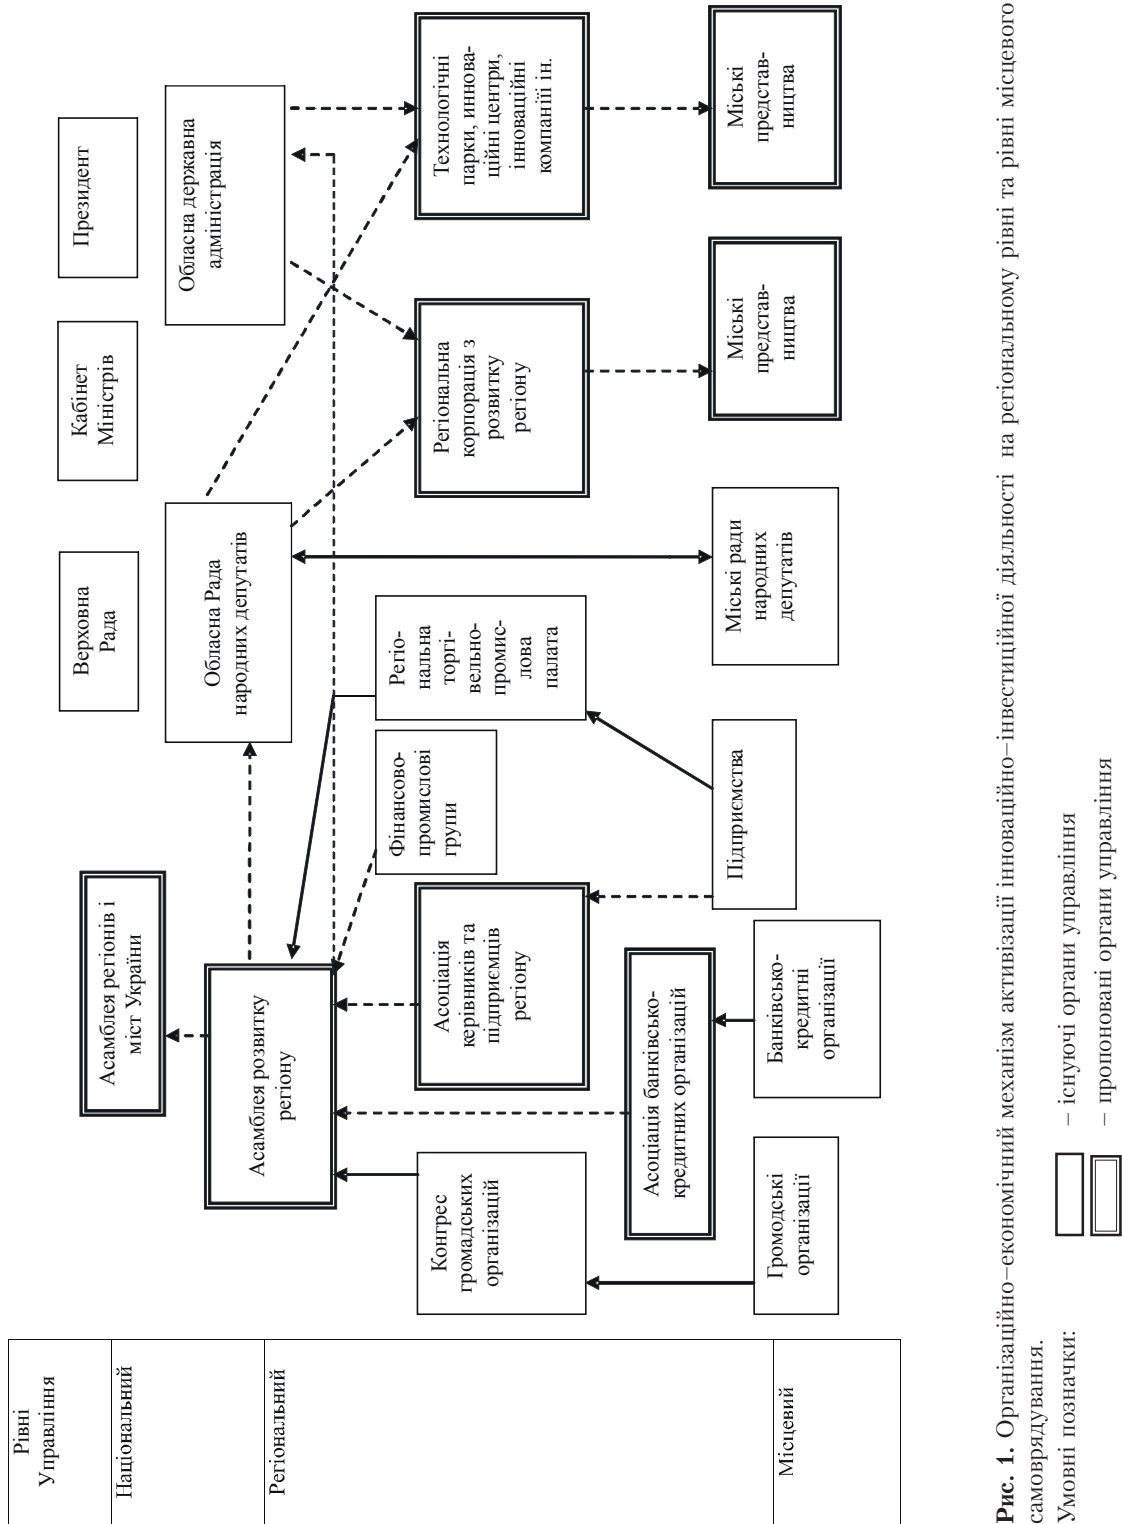 Рівні
Управління
Національний
Регіональний
Місцевий
Верховна
Рада
Кабінет
Міністрів
Президент
Асамблея регіонів і
міст України
Обласна Рада
народних депутатів
Обласна державна
адміністрація
Асамблея розвитку
регіону
Конгрес
громадських
організацій
Асоціація
керівників та
підприємців
регіону
Фінансово-
промислові
групи
Регіо-
нальна
торгі-
вельно-
промис-
лова
палата
Регіональна
корпорація з
розвитку
регіону
Технологічні
парки, иннова-
ційні центри,
інноваційні
компанії ін.
Асоціація банківсько-
кредитних організацій
Громодські
організації
Банківсько-
кредитні
організації
Підприємства
Міські ради
народних
депутатів
Міські
представ-
ництва
Міські
представ-
ництва
Рис. 1. Організаційно–економічний механізм активізації інноваційно–інвестиційної діяльності на регіональному рівні та рівні місцевого
самоврядування.
Умовні позначки:
– існуючі органи управління
– пропоновані органи управління